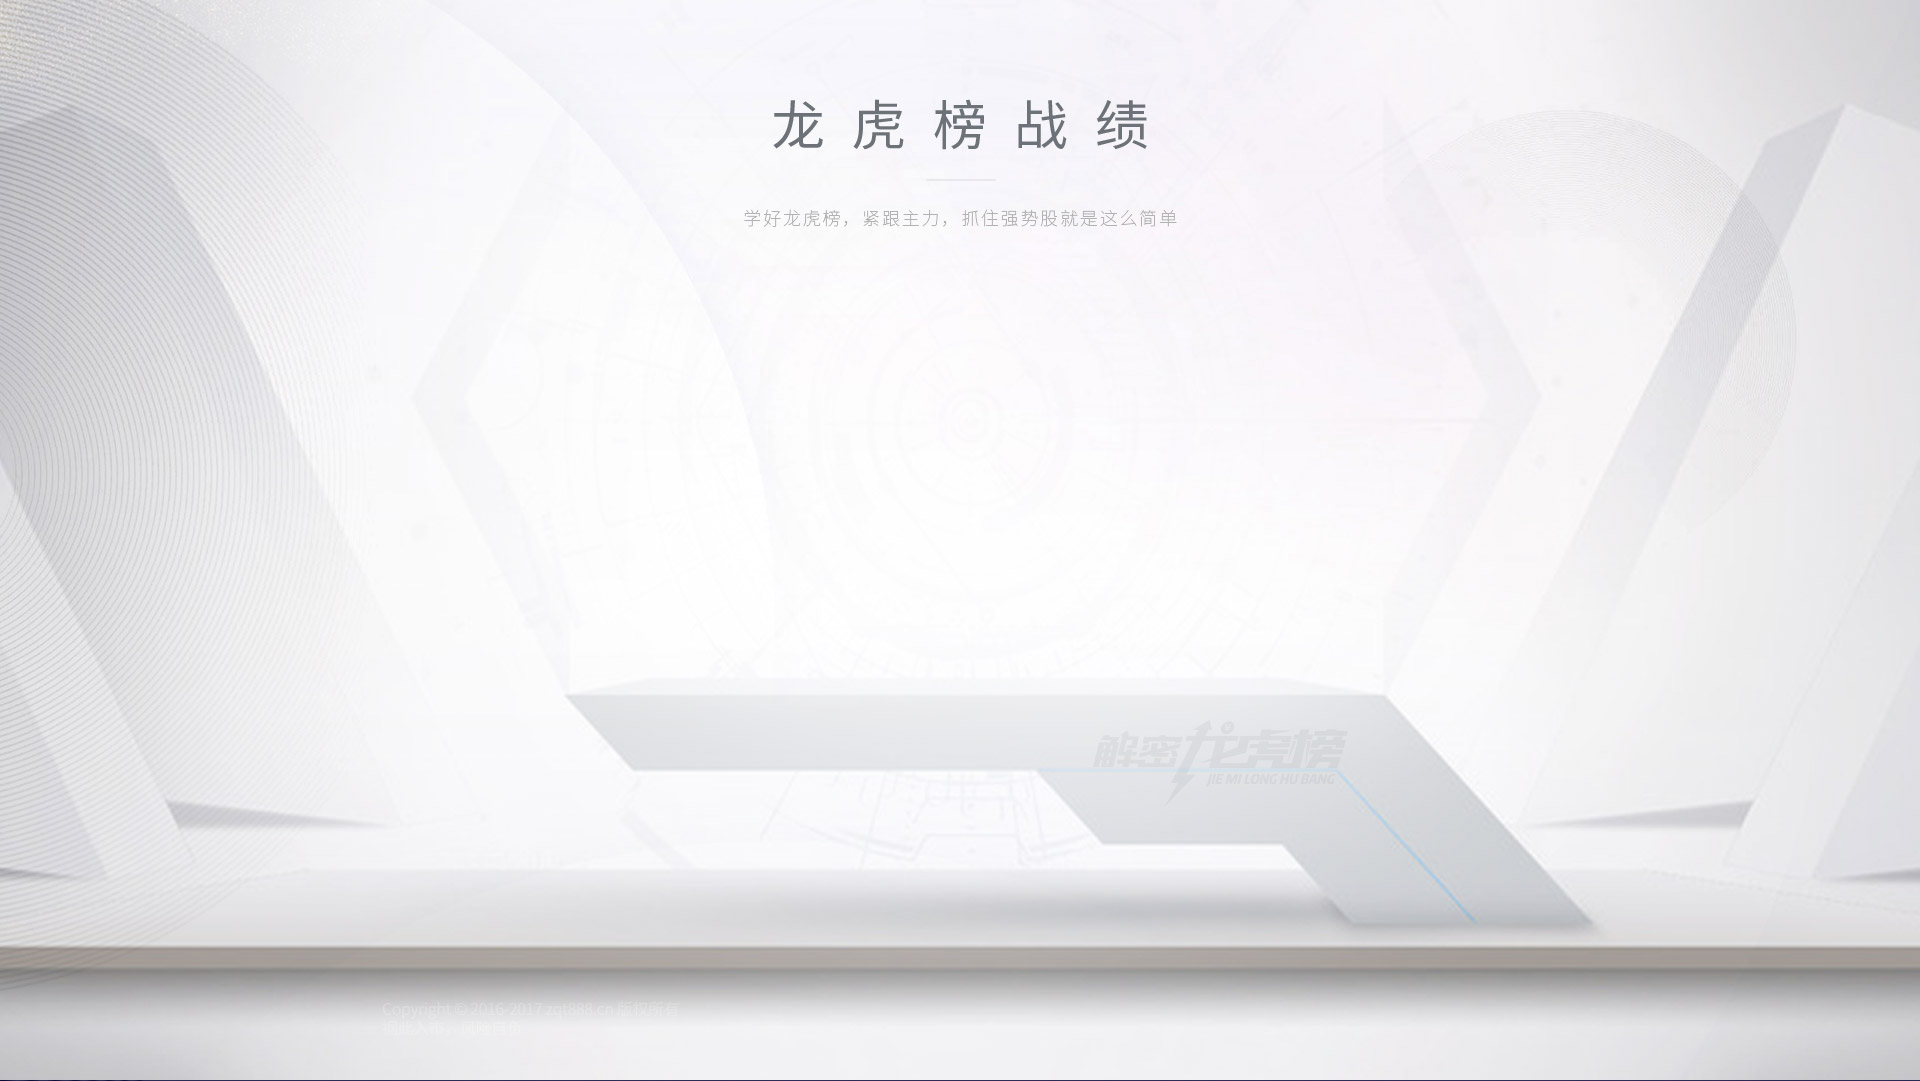 龙虎榜战绩
学好龙虎榜，紧跟主力，抓住强势股就是这么简单
解密龙虎榜
JIE MI LONG HU BANG
Copyright © 2016-2017.zqt888.cn 版权所有